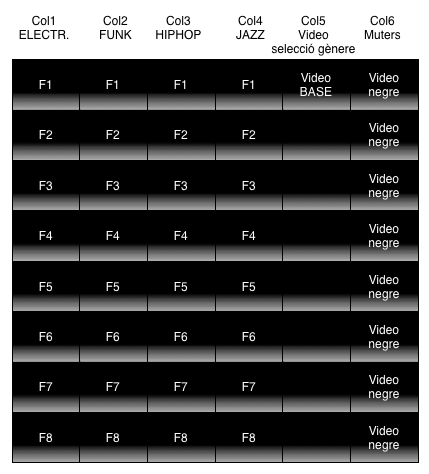 Col1 Col2 Col3 Col4 Col5 Col6
ELECTR. FUNK HIPHOP JAZZ Video Muters
selecció gènere
F1 F1 F1 F1 Video Video
BASE negre
F2 F2 F2 F2 Video
negre
F3 F3 F3 F3 Video
negre
F4 F4 F4 F4 Video
negre
F5 F5 F5 F5 Video
negre
F6 F6 F6 F6 Video
negre
F7 F7 F7 F7 Video
negre
F8 F8 F8 F8 Video
negre